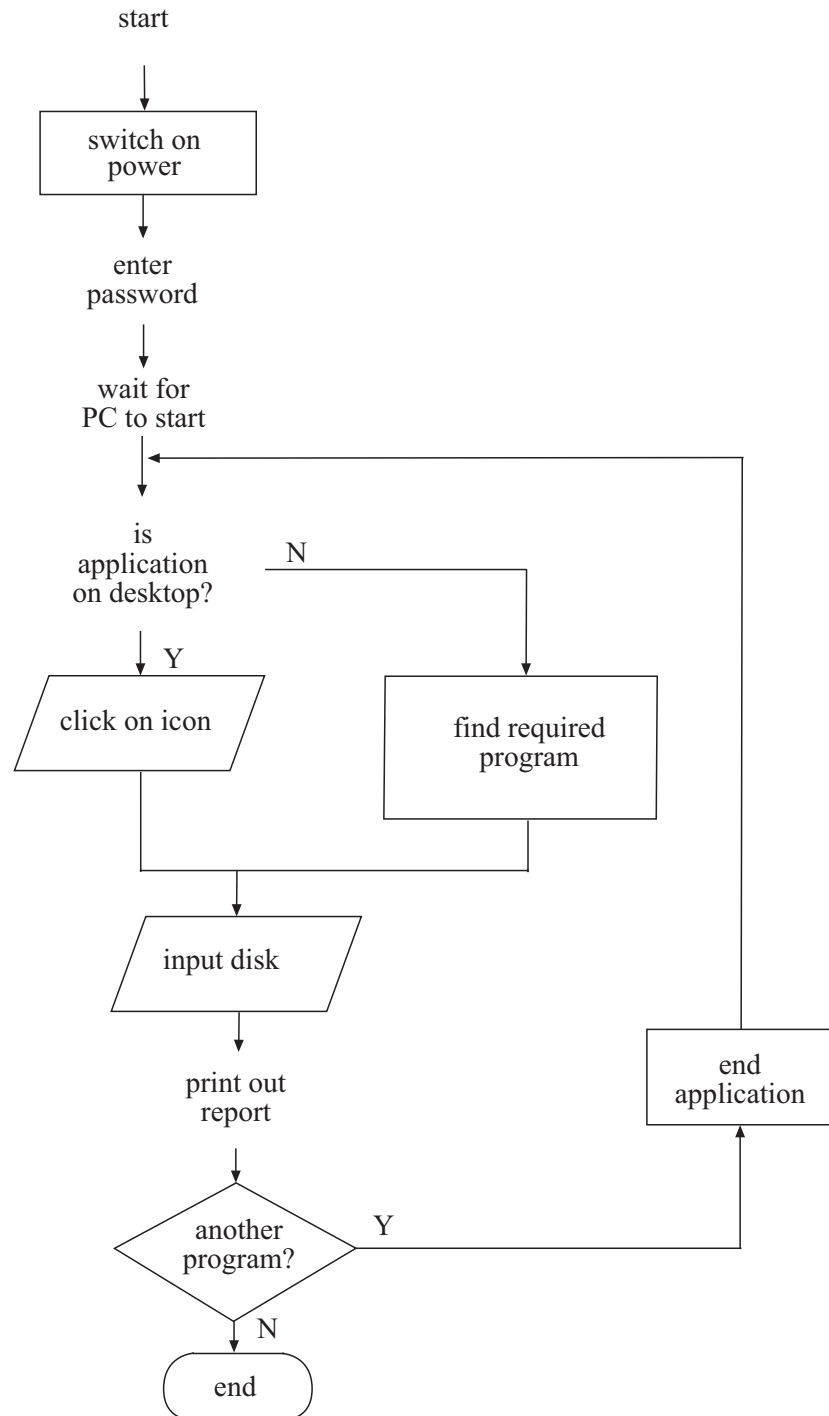 start
switch on
power
enter
password
wait for
PC to start
is
application
on desktop?
N
Y
click on icon
find required
program
input disk
print out
report
end
application
another
program?
Y
N
end